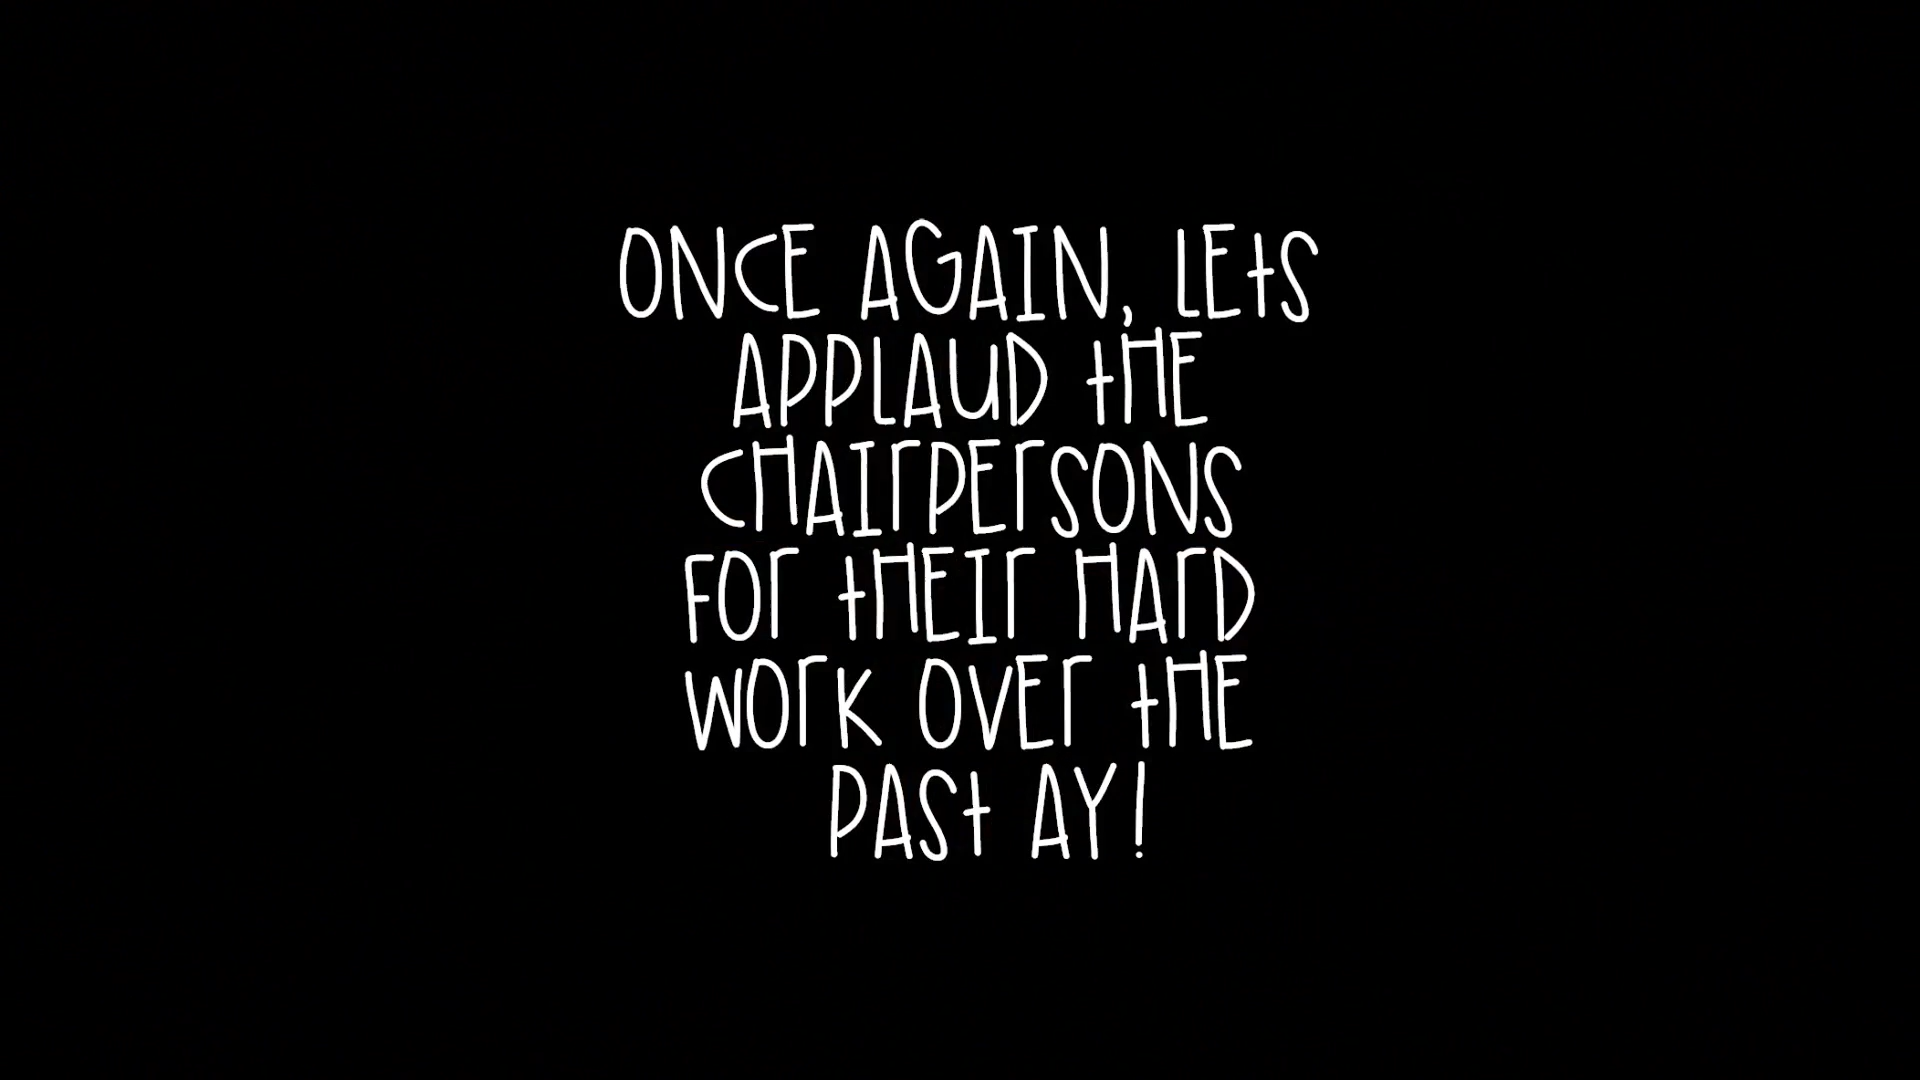 ONCE AGAIN, LETS
APPLAUD THE
CHAIRPERSONS
FOR THEIR HARD
WORK OVER THE
PAST AY!